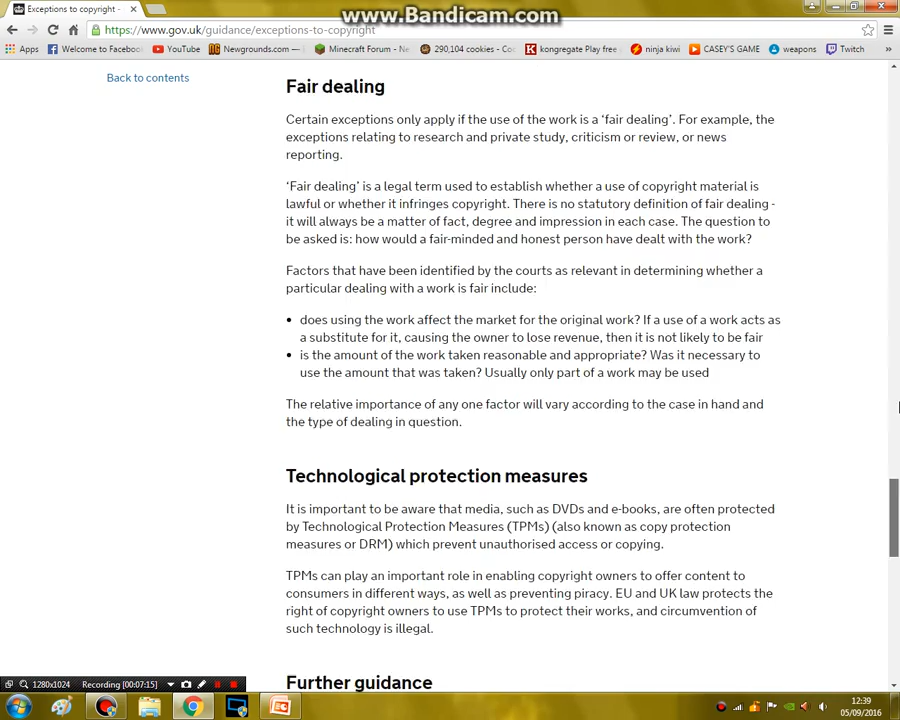 www.Bandicam.com
Exceptions to copyright -
https://www.gov.uk/guidance/exceptions-to-copyright
Apps Welcome to Facebook YouTube Newgrounds.com — Minecraft Forum - Ne 290,104 cookies - Co kongregate Play free ninja kiwi CASEY'S GAME weapons Twitch »
Back to contents
Fair dealing
Certain exceptions only apply if the use of the work is a ‘fair dealing’. For example, the
exceptions relating to research and private study, criticism or review, or news
reporting.
‘Fair dealing’ is a legal term used to establish whether a use of copyright material is
lawful or whether it infringes copyright. There is no statutory definition of fair dealing -
it will always be a matter of fact, degree and impression in each case. The question to
be asked is: how would a fair-minded and honest person have dealt with the work?
Factors that have been identified by the courts as relevant in determining whether a
particular dealing with a work is fair include:
• does using the work affect the market for the original work? If a use of a work acts as
a substitute for it, causing the owner to lose revenue, then it is not likely to be fair
• is the amount of the work taken reasonable and appropriate? Was it necessary to
use the amount that was taken? Usually only part of a work may be used
The relative importance of any one factor will vary according to the case in hand and
the type of dealing in question.
Technological protection measures
It is important to be aware that media, such as DVDs and e-books, are often protected
by Technological Protection Measures (TPMs) (also known as copy protection
measures or DRM) which prevent unauthorised access or copying.
TPMs can play an important role in enabling copyright owners to offer content to
consumers in different ways, as well as preventing piracy. EU and UK law protects the
right of copyright owners to use TPMs to protect their works, and circumvention of
such technology is illegal.
Further guidance
1280x1024 Recording [00:07:15]
12:39
05/09/2016